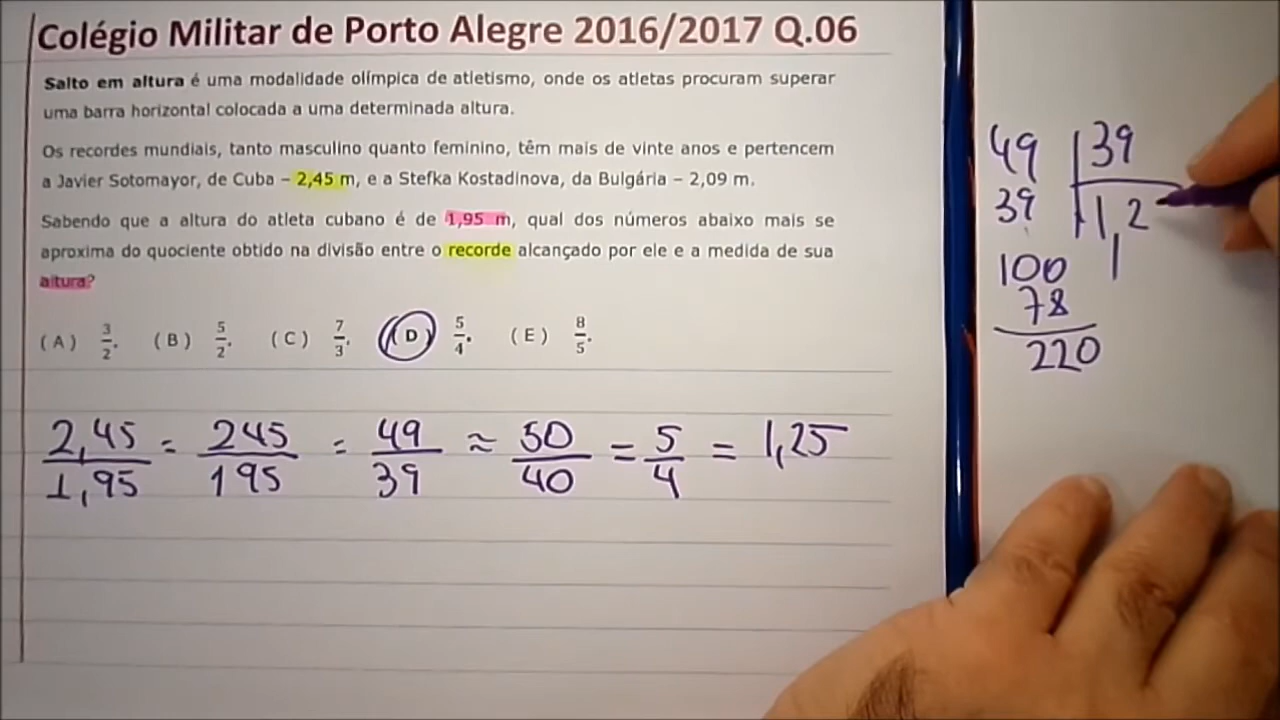 Colégio Militar de Porto Alegre 2016/2017 Q.06
Salto em altura é uma modalidade olímpica de atletismo, onde os atletas procuram superar
uma barra horizontal colocada a uma determinada altura.
Os recordes mundiais, tanto masculino quanto feminino, têm mais de vinte anos e pertencem
a Javier Sotomayor, de Cuba – 2,45 m, e a Stefka Kostadinova, da Bulgária – 2,09 m.
Sabendo que a altura do atleta cubano é de 1,95 m, qual dos números abaixo mais se
aproxima do quociente obtido na divisão entre o recorde alcançado por ele e a medida de sua
altura?
(A) 3/2. (B) 5/2. (C) 7/3. (D) 5/4. (E) 8/5.
2,45/1,95 = 245/195 = 49/39 ≈ 50/40 = 5/4 = 1,25
49 39
39 1,2
100
78
220